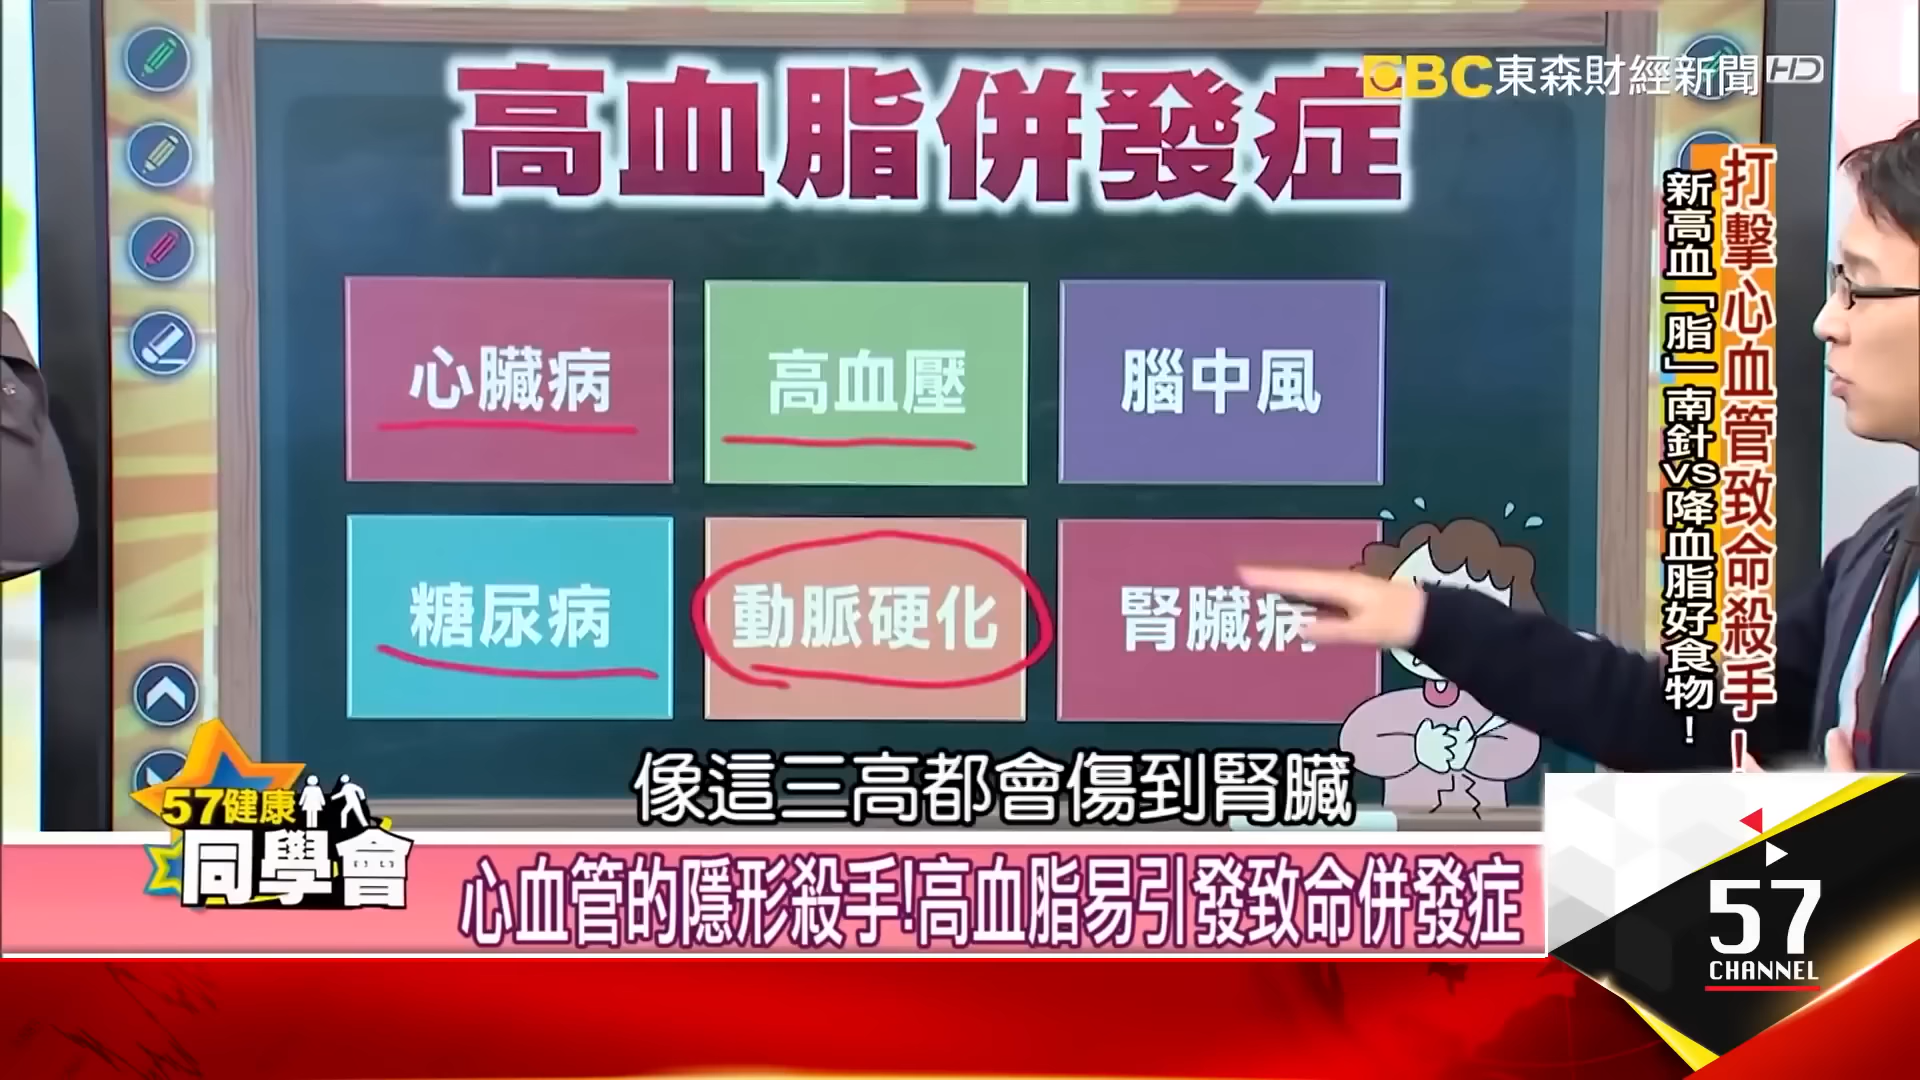 高血脂併發症
EBC東森財經新聞HD
心臟病
高血壓
腦中風
糖尿病
動脈硬化
腎臟病
打擊心血管致命殺手！
新高血「脂」南針VS降血脂好食物！
像這三高都會傷到腎臟
57健康
同學會
心血管的隱形殺手!高血脂易引發致命併發症
57
CHANNEL